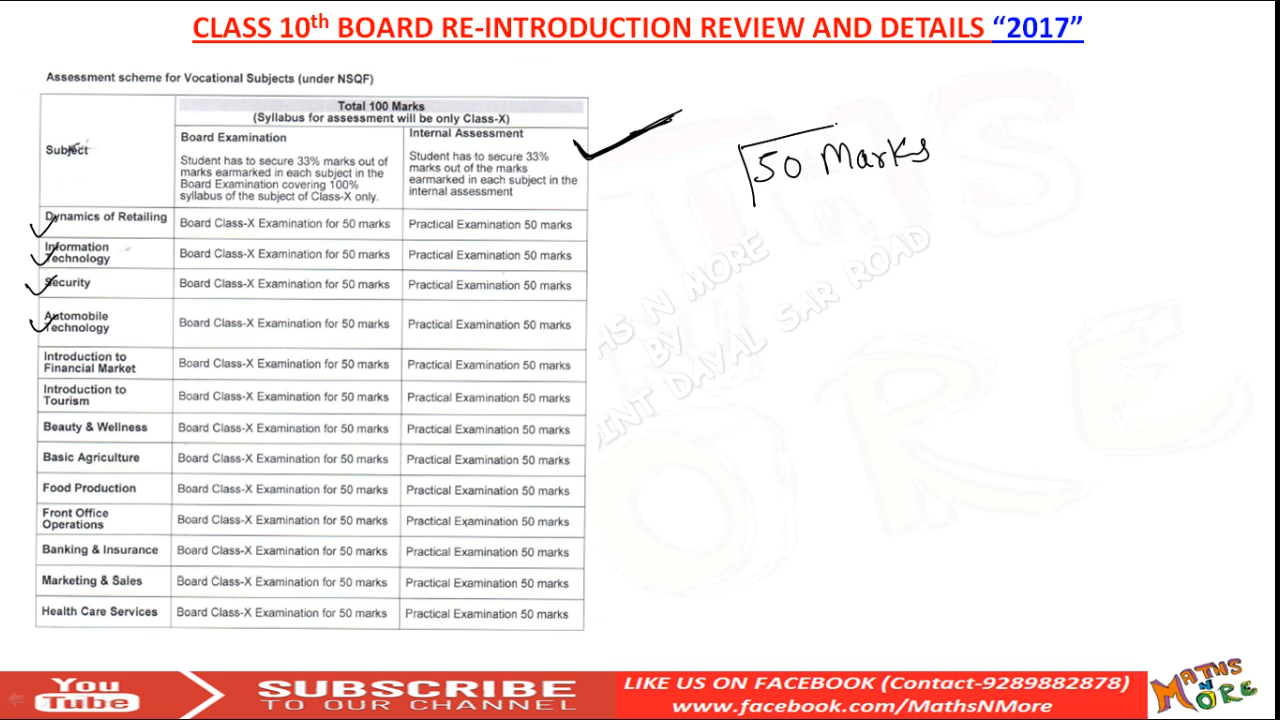 CLASS 10th BOARD RE-INTRODUCTION REVIEW AND DETAILS “2017”
Assessment scheme for Vocational Subjects (under NSQF)
Subject
Total 100 Marks
(Syllabus for assessment will be only Class-X)
Board Examination
Student has to secure 33% marks out of
marks earmarked in each subject in the
Board Examination covering 100%
syllabus of the subject of Class-X only.
Internal Assessment
Student has to secure 33%
marks out of the marks
earmarked in each subject in the
internal assessment
50 Marks
Dynamics of Retailing
Board Class-X Examination for 50 marks
Practical Examination 50 marks
Information
Technology
Board Class-X Examination for 50 marks
Practical Examination 50 marks
Security
Board Class-X Examination for 50 marks
Practical Examination 50 marks
Automobile
Technology
Board Class-X Examination for 50 marks
Practical Examination 50 marks
Introduction to
Financial Market
Board Class-X Examination for 50 marks
Practical Examination 50 marks
Introduction to
Tourism
Board Class-X Examination for 50 marks
Practical Examination 50 marks
Beauty & Wellness
Board Class-X Examination for 50 marks
Practical Examination 50 marks
Basic Agriculture
Board Class-X Examination for 50 marks
Practical Examination 50 marks
Food Production
Board Class-X Examination for 50 marks
Practical Examination 50 marks
Front Office
Operations
Board Class-X Examination for 50 marks
Practical Examination 50 marks
Banking & Insurance
Board Class-X Examination for 50 marks
Practical Examination 50 marks
Marketing & Sales
Board Class-X Examination for 50 marks
Practical Examination 50 marks
Health Care Services
Board Class-X Examination for 50 marks
Practical Examination 50 marks
HS N MORE
BY
DAYAL SAR ROAD
ORE
You
Tube
SUBSCRIBE
TO OUR CHANNEL
LIKE US ON FACEBOOK (Contact-9289882878)
www.facebook.com/MathsNMore
MATHS
N
MORE